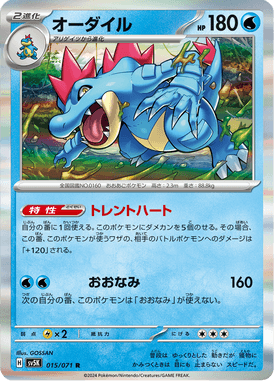 2進化
オーダイル
HP 180
アリゲイツから進化
全国図鑑NO.0160 おおあごポケモン 高さ:2.3m 重さ:88.8kg
特性 トレントハート
自分の番に1回使える。このポケモンにダメカンを5個のせる。その場合、
この番、このポケモンが使うワザの、相手のバトルポケモンへのダメージは
「+120」される。
おおなみ 160
次の自分の番、このポケモンは「おおなみ」が使えない。
弱点 ×2 抵抗力 にげる
Illus. GOSSAN
H SV5K 015/071 R
普段は ゆったりした 動きだが 獲物に
かみつくときは 目にも 止まらない スピードだ。
©2024 Pokémon/Nintendo/Creatures/GAME FREAK.